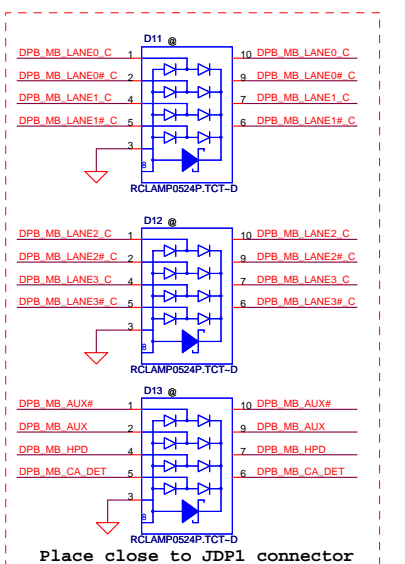 D11 @
DPB_MB_LANE0_C 1 10 DPB_MB_LANE0_C
DPB_MB_LANE0#_C 2 9 DPB_MB_LANE0#_C
DPB_MB_LANE1_C 4 7 DPB_MB_LANE1_C
DPB_MB_LANE1#_C 5 6 DPB_MB_LANE1#_C
3
8
RCLAMP0524P.TCT~D
D12 @
DPB_MB_LANE2_C 1 10 DPB_MB_LANE2_C
DPB_MB_LANE2#_C 2 9 DPB_MB_LANE2#_C
DPB_MB_LANE3_C 4 7 DPB_MB_LANE3_C
DPB_MB_LANE3#_C 5 6 DPB_MB_LANE3#_C
3
8
RCLAMP0524P.TCT~D
D13 @
DPB_MB_AUX# 1 10 DPB_MB_AUX#
DPB_MB_AUX 2 9 DPB_MB_AUX
DPB_MB_HPD 4 7 DPB_MB_HPD
DPB_MB_CA_DET 5 6 DPB_MB_CA_DET
3
8
RCLAMP0524P.TCT~D
Place close to JDP1 connector